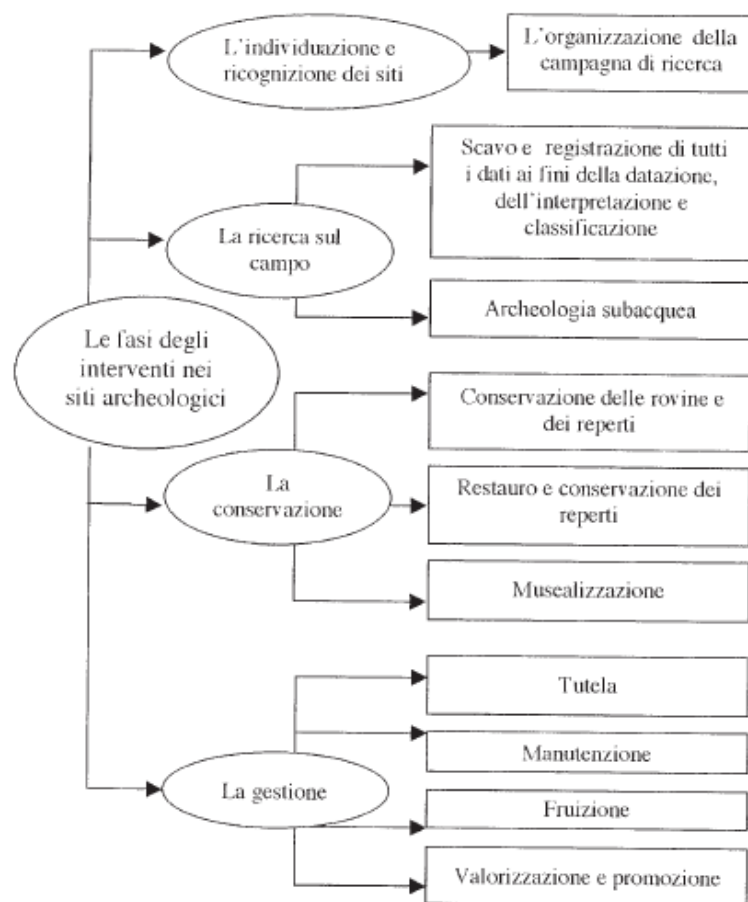 L'individuazione e
ricognizione dei siti
L'organizzazione della
campagna di ricerca
Scavo e registrazione di tutti
i dati ai fini della datazione,
dell'interpretazione e
classificazione
La ricerca sul
campo
Archeologia subacquea
Le fasi degli
interventi nei
siti archeologici
Conservazione delle rovine e
dei reperti
La
conservazione
Restauro e conservazione dei
reperti
Musealizzazione
Tutela
Manutenzione
La gestione
Fruizione
Valorizzazione e promozione